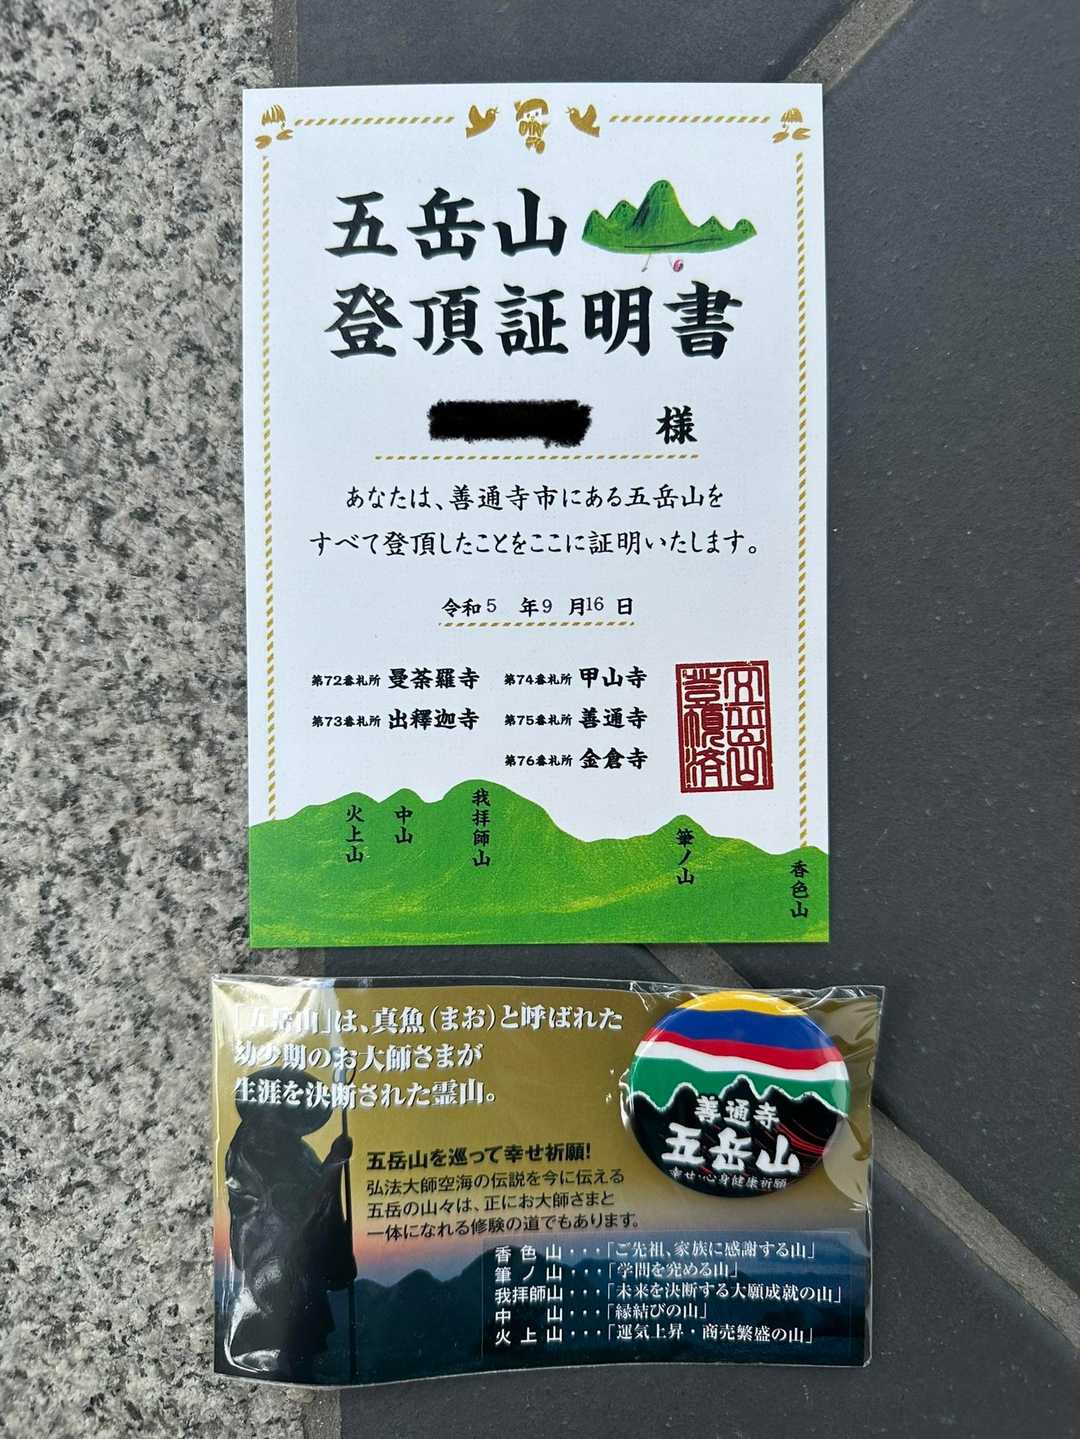 五岳山
登頂証明書
様
あなたは、善通寺市にある五岳山を
すべて登頂したことをここに証明いたします。
令和5 年9 月16 日
第72番札所 曼荼羅寺
第73番札所 出釋迦寺
第74番札所 甲山寺
第75番札所 善通寺
第76番札所 金倉寺
五岳山
登頂済
火上山
中山
我拝師山
筆ノ山
香色山
「五岳山」は、真魚(まお)と呼ばれた
幼少期のお大師さまが
生涯を決断された霊山。
善通寺
五岳山
幸せ・心身健康祈願
五岳山を巡って幸せ祈願!
弘法大師空海の伝説を今に伝える
五岳の山々は、正にお大師さまと
一体になれる修験の道でもあります。
香色山・・・「ご先祖、家族に感謝する山」
筆ノ山・・・「学問を究める山」
我拝師山・・・「未来を決断する大願成就の山」
中山・・・「縁結びの山」
火上山・・・「運気上昇・商売繁盛の山」